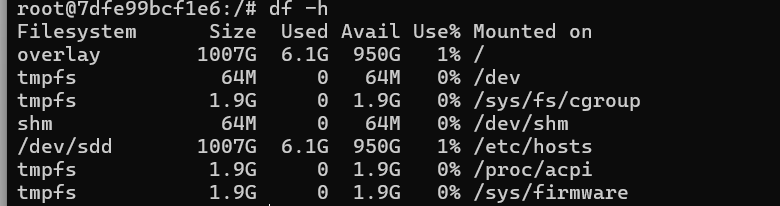 root@7dfe99bcf1e6:/# df -h
Filesystem      Size  Used Avail Use% Mounted on
overlay        1007G  6.1G  950G   1% /
tmpfs            64M     0   64M   0% /dev
tmpfs           1.9G     0  1.9G   0% /sys/fs/cgroup
shm              64M     0   64M   0% /dev/shm
/dev/sdd       1007G  6.1G  950G   1% /etc/hosts
tmpfs           1.9G     0  1.9G   0% /proc/acpi
tmpfs           1.9G     0  1.9G   0% /sys/firmware